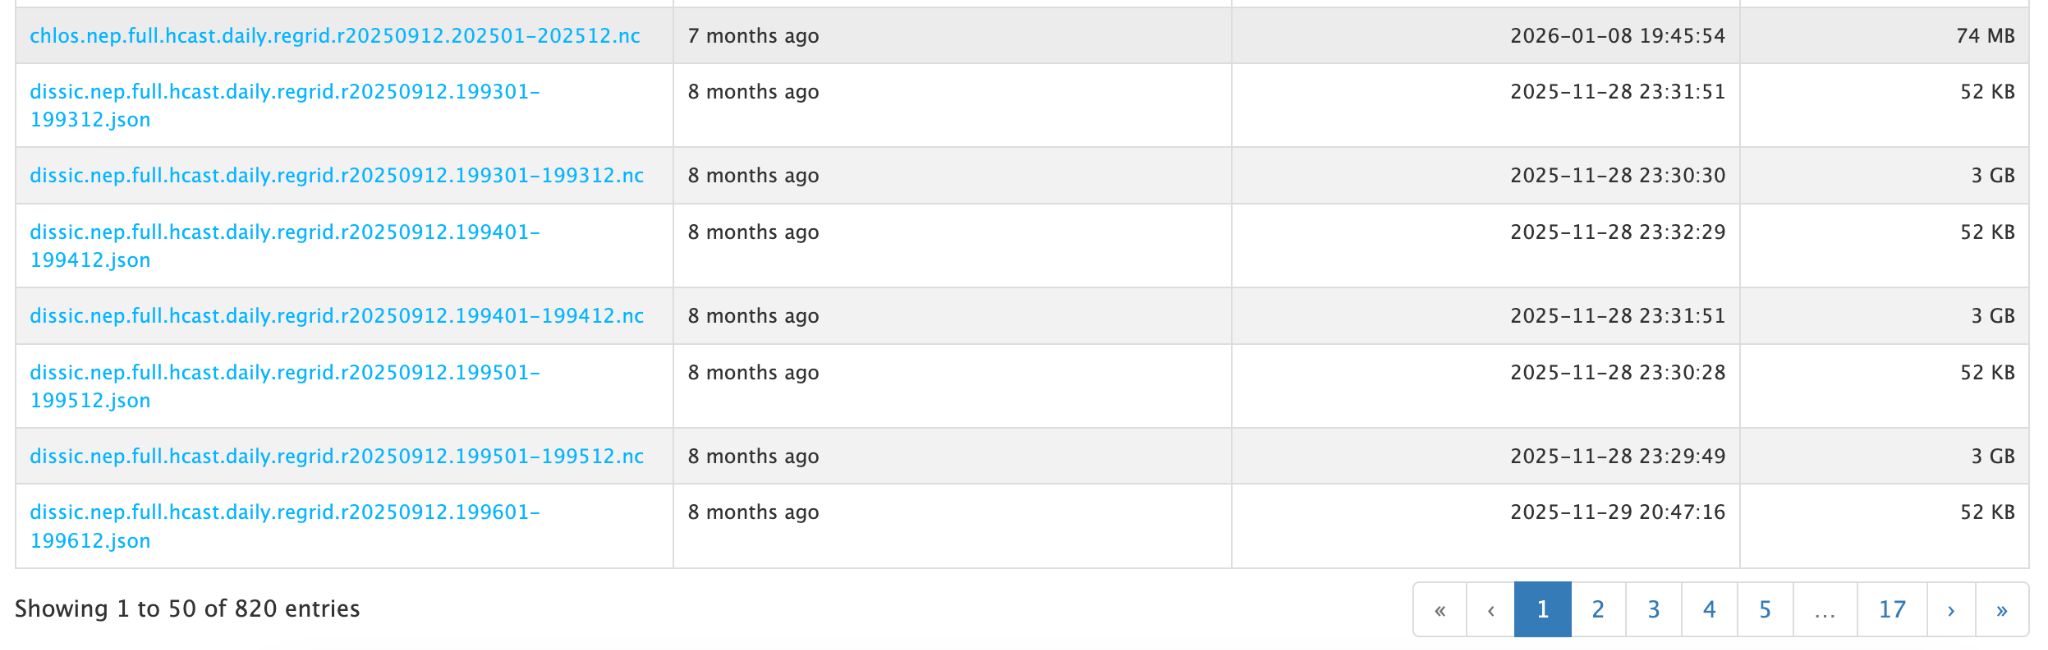 chlos.nep.full.hcast.daily.regrid.r20250912.202501-202512.nc 7 months ago 2026-01-08 19:45:54 74 MB
dissic.nep.full.hcast.daily.regrid.r20250912.199301- 8 months ago 2025-11-28 23:31:51 52 KB
199312.json
dissic.nep.full.hcast.daily.regrid.r20250912.199301-199312.nc 8 months ago 2025-11-28 23:30:30 3 GB
dissic.nep.full.hcast.daily.regrid.r20250912.199401- 8 months ago 2025-11-28 23:32:29 52 KB
199412.json
dissic.nep.full.hcast.daily.regrid.r20250912.199401-199412.nc 8 months ago 2025-11-28 23:31:51 3 GB
dissic.nep.full.hcast.daily.regrid.r20250912.199501- 8 months ago 2025-11-28 23:30:28 52 KB
199512.json
dissic.nep.full.hcast.daily.regrid.r20250912.199501-199512.nc 8 months ago 2025-11-28 23:29:49 3 GB
dissic.nep.full.hcast.daily.regrid.r20250912.199601- 8 months ago 2025-11-29 20:47:16 52 KB
199612.json
Showing 1 to 50 of 820 entries « ‹ 1 2 3 4 5 ... 17 › »